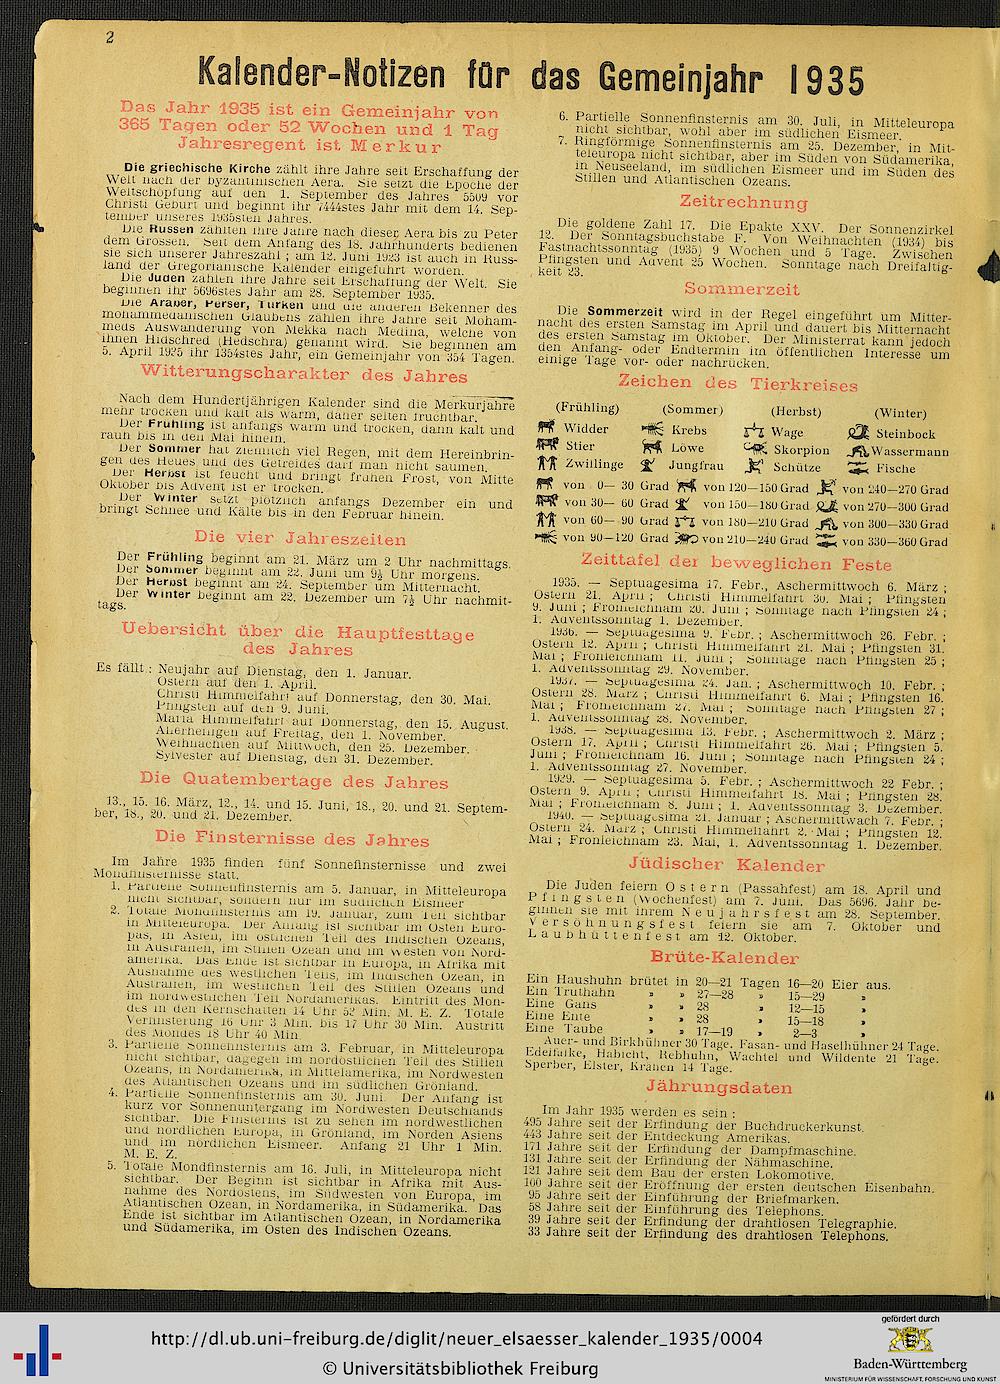 2
Kalender-Notizen für das Gemeinjahr 1935
Das Jahr 1935 ist ein Gemeinjahr von
365 Tagen oder 52 Wochen und 1 Tag
Jahresregent ist Merkur
Die griechische Kirche zählt ihre Jahre seit Erschaffung der
Welt nach der byzantinischen Aera. Sie setzt die Epoche der
Weltschöpfung auf den 1. September des Jahres 5509 vor
Christi Geburt und beginnt ihr 7444stes Jahr mit dem 14. Sep-
tember unseres 1935sten Jahres.
Die Russen zählten ihre Jahre nach dieser Aera bis zu Peter
dem Grossen. Seit dem Anfang des 18. Jahrhunderts bedienen
sie sich unserer Jahreszahl ; am 12. Juni 1923 ist auch in Russ-
land der Gregorianische Kalender eingeführt worden.
Die Juden zählen ihre Jahre seit Erschaffung der Welt. Sie
beginnen ihr 5696stes Jahr am 28. September 1935.
Die Araber, Perser, Türken und die anderen Bekenner des
mohammedanischen Glaubens zählen ihre Jahre seit Moham-
meds Auswanderung von Mekka nach Medina, welche von
ihnen Hidschred (Hedschra) genannt wird. Sie beginnen am
5. April 1935 ihr 1354stes Jahr, ein Gemeinjahr von 354 Tagen.
Witterungscharakter des Jahres
Nach dem Hundertjährigen Kalender sind die Merkurjahre
mehr trocken und kalt als warm, daher selten fruchtbar.
Der Frühling ist anfangs warm und trocken, dann kalt und
rauh bis in den Mai hinein.
Der Sommer hat ziemlich viel Regen, mit dem Hereinbrin-
gen des Heues und des Getreides darf man nicht säumen.
Der Herbst ist feucht und bringt frühen Frost, von Mitte
Oktober bis Advent ist er trocken.
Der Winter setzt plötzlich anfangs Dezember ein und
bringt Schnee und Kälte bis in den Februar hinein.
Die vier Jahreszeiten
Der Frühling beginnt am 21. März um 2 Uhr nachmittags.
Der Sommer beginnt am 22. Juni um 9½ Uhr morgens.
Der Herbst beginnt am 24. September um Mitternacht.
Der Winter beginnt am 22. Dezember um 7½ Uhr nachmit-
tags.
Uebersicht über die Hauptfesttage
des Jahres
Es fällt : Neujahr auf Dienstag, den 1. Januar.
Ostern auf den 1. April.
Christi Himmelfahrt auf Donnerstag, den 30. Mai.
Pfingsten auf den 9. Juni.
Maria Himmelfahrt auf Donnerstag, den 15. August.
Allerheiligen auf Freitag, den 1. November.
Weihnachten auf Mittwoch, den 25. Dezember.
Sylvester auf Dienstag, den 31. Dezember.
Die Quatembertage des Jahres
13., 15. 16. März, 12., 14. und 15. Juni, 18., 20. und 21. Septem-
ber, 18., 20. und 21. Dezember.
Die Finsternisse des Jahres
Im Jahre 1935 finden fünf Sonnefinsternisse und zwei
Mondfinsternisse statt.
1. Partielle Sonnenfinsternis am 5. Januar, in Mitteleuropa
nicht sichtbar, sondern nur im südlichen Eismeer
2. Totale Mondfinsternis am 19. Januar, zum Teil sichtbar
in Mitteleuropa. Der Anfang ist sichtbar im Osten Euro-
pas, in Asien, im östlichen Teil des Indischen Ozeans,
in Australien, im Stillen Ozean und im Westen von Nord-
amerika. Das Ende ist sichtbar in Europa, in Afrika mit
Ausnahme des westlichen Teils, im Indischen Ozean, in
Australien, im westlichen Teil des Stillen Ozeans und
im nordwestlichen Teil Nordamerikas. Eintritt des Mon-
des in den Kernschatten 14 Uhr 52 Min. M. E. Z. Totale
Verfinsterung 16 Uhr 3 Min. bis 17 Uhr 30 Min. Austritt
des Mondes 18 Uhr 40 Min.
3. Partielle Sonnenfinsternis am 3. Februar, in Mitteleuropa
nicht sichtbar, dagegen im nordöstlichen Teil des Stillen
Ozeans, in Nordamerika, in Mittelamerika, im Nordwesten
des Atlantischen Ozeans und im südlichen Grönland.
4. Partielle Sonnenfinsternis am 30. Juni. Der Anfang ist
kurz vor Sonnenuntergang im Nordwesten Deutschlands
sichtbar. Die Finsternis ist zu sehen im nordwestlichen
und nördlichen Europa, in Grönland, im Norden Asiens
und im nördlichen Eismeer. Anfang 21 Uhr 1 Min.
M. E. Z.
5. Totale Mondfinsternis am 16. Juli, in Mitteleuropa nicht
sichtbar. Der Beginn ist sichtbar in Afrika mit Aus-
nahme des Nordostens, im Südwesten von Europa, im
Atlantischen Ozean, in Nordamerika, in Südamerika. Das
Ende ist sichtbar im Atlantischen Ozean, in Nordamerika
und Südamerika, im Osten des Indischen Ozeans.
6. Partielle Sonnenfinsternis am 30. Juli, in Mitteleuropa
nicht sichtbar, wohl aber im südlichen Eismeer.
7. Ringförmige Sonnenfinsternis am 25. Dezember, in Mit-
teleuropa nicht sichtbar, aber im Süden von Südamerika,
in Neuseeland, im südlichen Eismeer und im Süden des
Stillen und Atlantischen Ozeans.
Zeitrechnung
Die goldene Zahl 17. Die Epakte XXV. Der Sonnenzirkel
12. Der Sonntagsbuchstabe F. Von Weihnachten (1934) bis
Fastnachtssonntag (1935) 9 Wochen und 5 Tage. Zwischen
Pfingsten und Advent 25 Wochen. Sonntage nach Dreifaltig-
keit 23.
Sommerzeit
Die Sommerzeit wird in der Regel eingeführt um Mitter-
nacht des ersten Samstag im April und dauert bis Mitternacht
des ersten Samstag im Oktober. Der Ministerrat kann jedoch
den Anfang- oder Endtermin im öffentlichen Interesse um
einige Tage vor- oder nachrücken.
Zeichen des Tierkreises
(Frühling) (Sommer) (Herbst) (Winter)
Widder Krebs Wage Steinbock
Stier Löwe Skorpion Wassermann
Zwillinge Jungfrau Schütze Fische
von 0— 30 Grad von 120—150 Grad von 240—270 Grad
von 30— 60 Grad von 150—180 Grad von 270—300 Grad
von 60— 90 Grad von 180—210 Grad von 300—330 Grad
von 90—120 Grad von 210—240 Grad von 330—360 Grad
Zeittafel der beweglichen Feste
1935. — Septuagesima 17. Febr., Aschermittwoch 6. März ;
Ostern 21. April ; Christi Himmelfahrt 30. Mai ; Pfingsten
9. Juni ; Fronleichnam 20. Juni ; Sonntage nach Pfingsten 24 ;
1. Adventssonntag 1. Dezember.
1936. — Septuagesima 9. Febr. ; Aschermittwoch 26. Febr. ;
Ostern 12. April ; Christi Himmelfahrt 21. Mai ; Pfingsten 31.
Mai ; Fronleichnam 11. Juni ; Sonntage nach Pfingsten 25 ;
1. Adventssonntag 29. November.
1937. — Septuagesima 24. Jan. ; Aschermittwoch 10. Febr. ;
Ostern 28. März ; Christi Himmelfahrt 6. Mai ; Pfingsten 16.
Mai ; Fronleichnam 27. Mai ; Sonntage nach Pfingsten 27 ;
1. Adventssonntag 28. November.
1938. — Septuagesima 13. Febr. ; Aschermittwoch 2. März ;
Ostern 17. April ; Christi Himmelfahrt 26. Mai ; Pfingsten 5.
Juni ; Fronleichnam 16. Juni ; Sonntage nach Pfingsten 24 ;
1. Adventssonntag 27. November.
1929. — Septuagesima 5. Febr. ; Aschermittwoch 22 Febr. ;
Ostern 9. April ; Christi Himmelfahrt 18. Mai ; Pfingsten 28.
Mai ; Fronleichnam 8. Juni ; 1. Adventssonntag 3. Dezember.
1940. — Septuagesima 21. Januar ; Aschermittwach 7. Febr. ;
Ostern 24. März ; Christi Himmelfahrt 2. Mai ; Pfingsten 12.
Mai ; Fronleichnam 23. Mai, 1. Adventssonntag 1. Dezember.
Jüdischer Kalender
Die Juden feiern Ostern (Passahfest) am 18. April und
Pfingsten (Wochenfest) am 7. Juni. Das 5696. Jahr be-
ginnen sie mit ihrem Neujahrsfest am 28. September.
Versöhnungsfest feiern sie am 7. Oktober und
Laubhüttenfest am 12. Oktober.
Brüte-Kalender
Ein Haushuhn brütet in 20—21 Tagen 16—20 Eier aus.
Ein Truthahn » » 27—28 » 15—29 »
Eine Gans » » 28 » 12—15 »
Eine Ente » » 28 » 15—18 »
Eine Taube » » 17—19 » 2—3 »
Auer- und Birkhühner 30 Tage. Fasan- und Haselhühner 24 Tage.
Edelfalke, Habicht, Rebhuhn, Wachtel und Wildente 21 Tage.
Sperber, Elster, Krähen 14 Tage.
Jährungsdaten
Im Jahr 1935 werden es sein :
495 Jahre seit der Erfindung der Buchdruckerkunst.
443 Jahre seit der Entdeckung Amerikas.
171 Jahre seit der Erfindung der Dampfmaschine.
131 Jahre seit der Erfindung der Nähmaschine.
121 Jahre seit dem Bau der ersten Lokomotive.
100 Jahre seit der Eröffnung der ersten deutschen Eisenbahn.
95 Jahre seit der Einführung der Briefmarken.
58 Jahre seit der Einführung des Telephons.
39 Jahre seit der Erfindung der drahtlosen Telegraphie.
33 Jahre seit der Erfindung des drahtlosen Telephons.
http://dl.ub.uni-freiburg.de/diglit/neuer_elsaesser_kalender_1935/0004
© Universitätsbibliothek Freiburg
gefördert durch
Baden-Württemberg
MINISTERIUM FÜR WISSENSCHAFT, FORSCHUNG UND KUNST